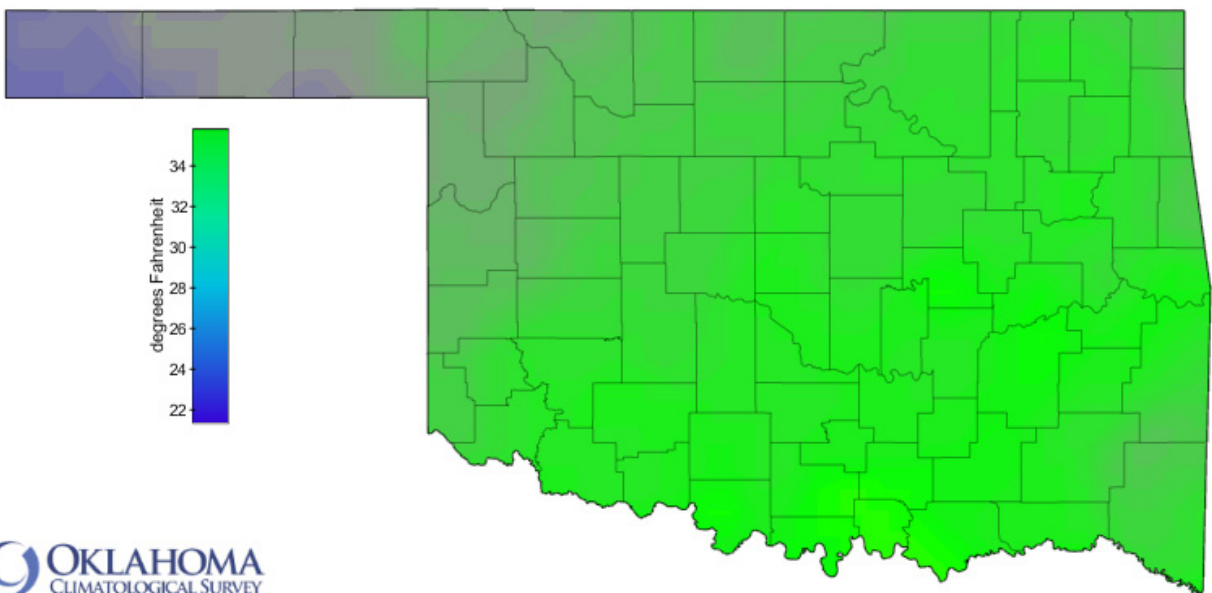 34
32
30
28
26
24
22
degrees Fahrenheit
OKLAHOMA
CLIMATOLOGICAL SURVEY